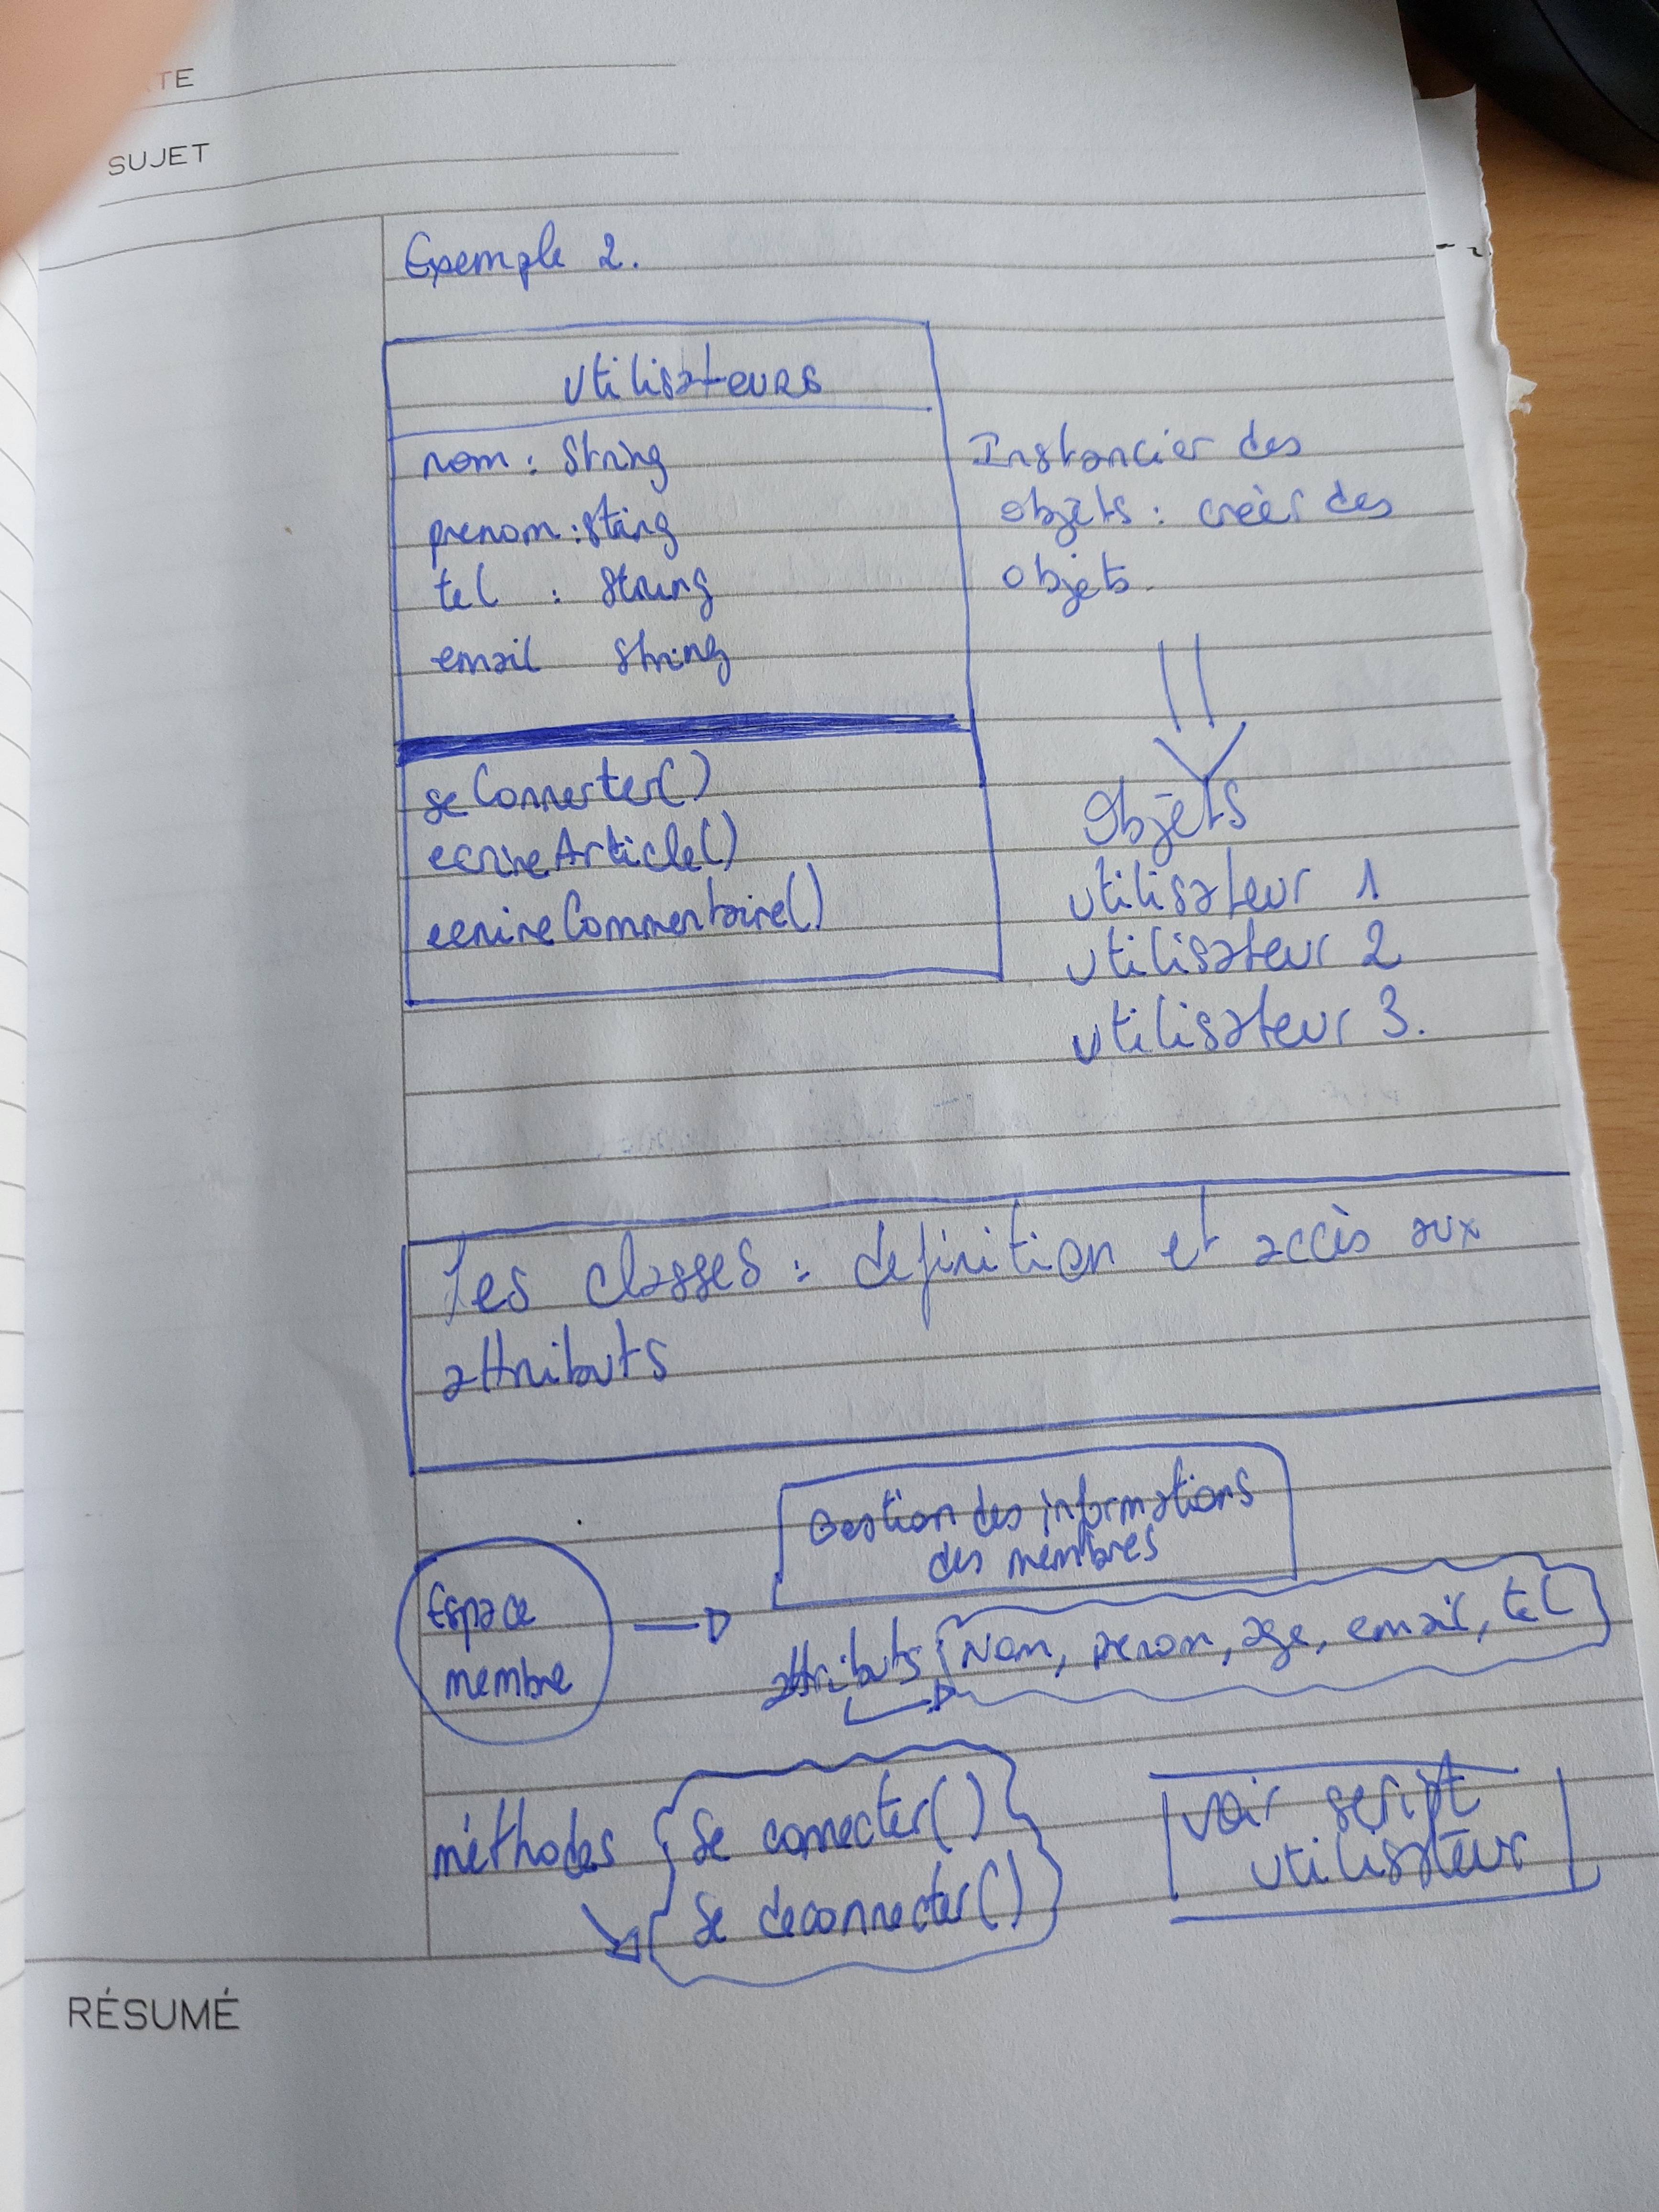 TE
SUJET
Exemple 2.
Utilisateurs
nom : String
prenom : sting
tel : String
email String
Instancier des
objets : créer des
objets.
seConnecter()
ecrireArticle()
ecrireCommentaire()
Objets
utilisateur 1
utilisateur 2
utilisateur 3.
Les classes : definition et accès aux
attributs
Espace
membre
Gestion des informations
des membres
attributs { Nom, prenom, age, email, tel
méthodes { Se connecter()
Se deconnecter()
voir script
utilisateur
RÉSUMÉ